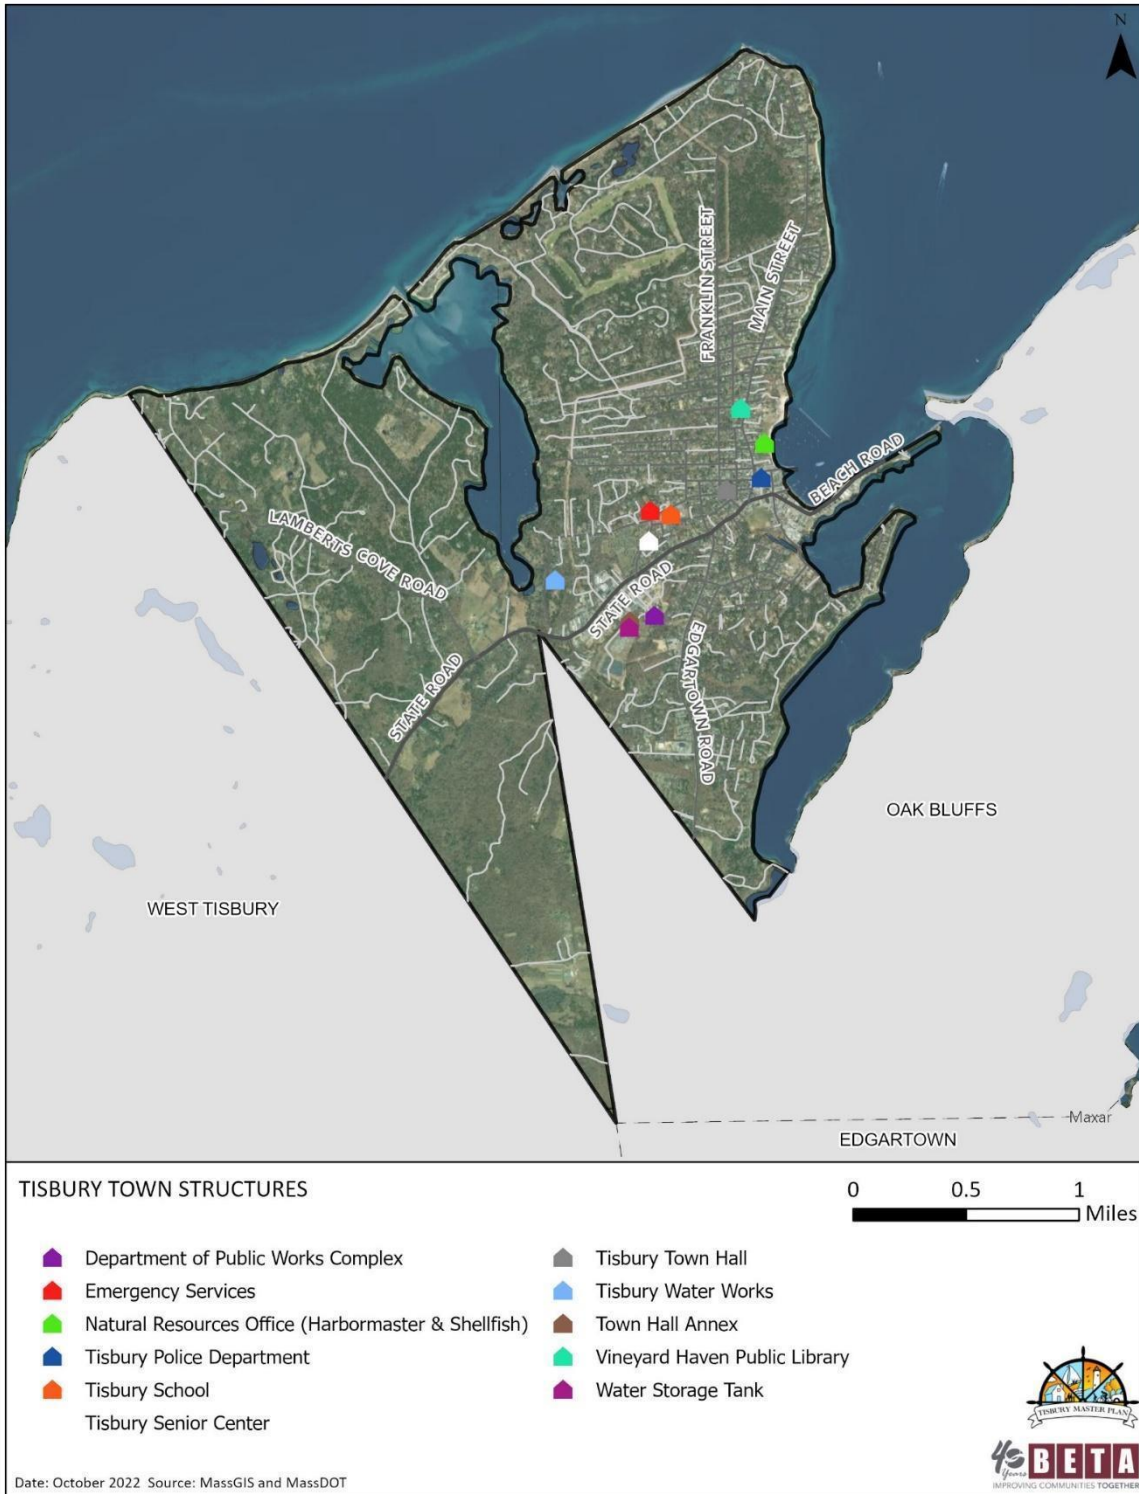 N
FRANKLIN STREET
MAIN STREET
BEACH ROAD
LAMBERTS COVE ROAD
STATE ROAD
STATE ROAD
EDGARTOWN ROAD
OAK BLUFFS
WEST TISBURY
Maxar
EDGARTOWN
TISBURY TOWN STRUCTURES
0 0.5 1
Miles
Department of Public Works Complex
Emergency Services
Natural Resources Office (Harbormaster & Shellfish)
Tisbury Police Department
Tisbury School
Tisbury Senior Center
Tisbury Town Hall
Tisbury Water Works
Town Hall Annex
Vineyard Haven Public Library
Water Storage Tank
TISBURY MASTER PLAN
40 Years BETA
IMPROVING COMMUNITIES TOGETHER
Date: October 2022 Source: MassGIS and MassDOT